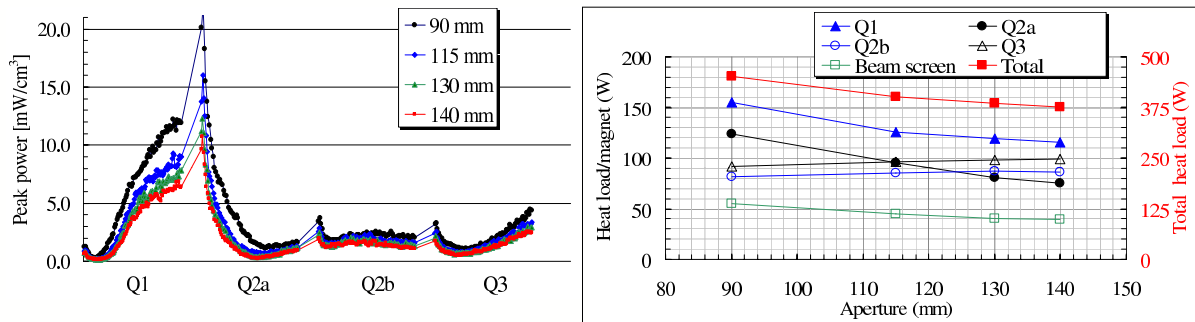 20.0
15.0
10.0
5.0
0.0
Peak power [mW/cm³]
90 mm
115 mm
130 mm
140 mm
Q1 Q2a Q2b Q3
Q1 Q2a
Q2b Q3
Beam screen Total
200
150
100
50
0
Heat load/magnet (W)
500
375
250
125
0
Total heat load (W)
80 90 100 110 120 130 140 150
Aperture (mm)